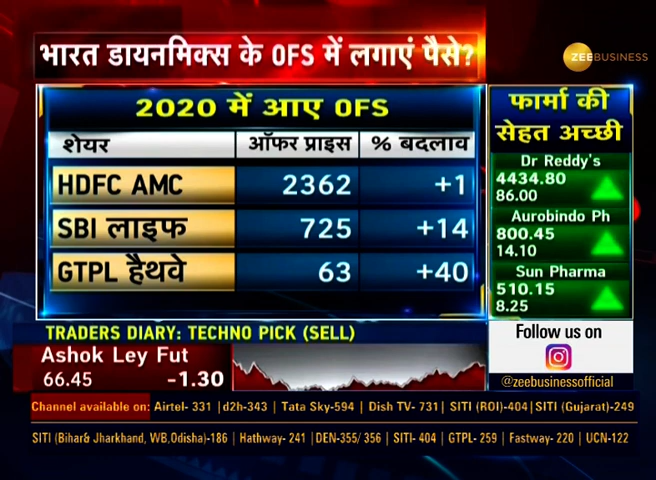 भारत डायनमिक्स के OFS में लगाएं पैसे?
ZEEBUSINESS
2020 में आए OFS
शेयर ऑफर प्राइस % बदलाव
HDFC AMC 2362 +1
SBI लाइफ 725 +14
GTPL हैथवे 63 +40
फार्मा की
सेहत अच्छी
Dr Reddy's
4434.80
86.00
Aurobindo Ph
800.45
14.10
Sun Pharma
510.15
8.25
TRADERS DIARY: TECHNO PICK (SELL)
Ashok Ley Fut
66.45 -1.30
Follow us on
@zeebusinessofficial
Channel available on: Airtel- 331 | d2h-343 | Tata Sky-594 | Dish TV- 731| SITI (ROI)-404| SITI (Gujarat)-249
SITI (Bihar& Jharkhand, WB,Odisha)-186 | Hathway- 241 |DEN-355/ 356 | SITI- 404 | GTPL- 259 | Fastway- 220 | UCN-122